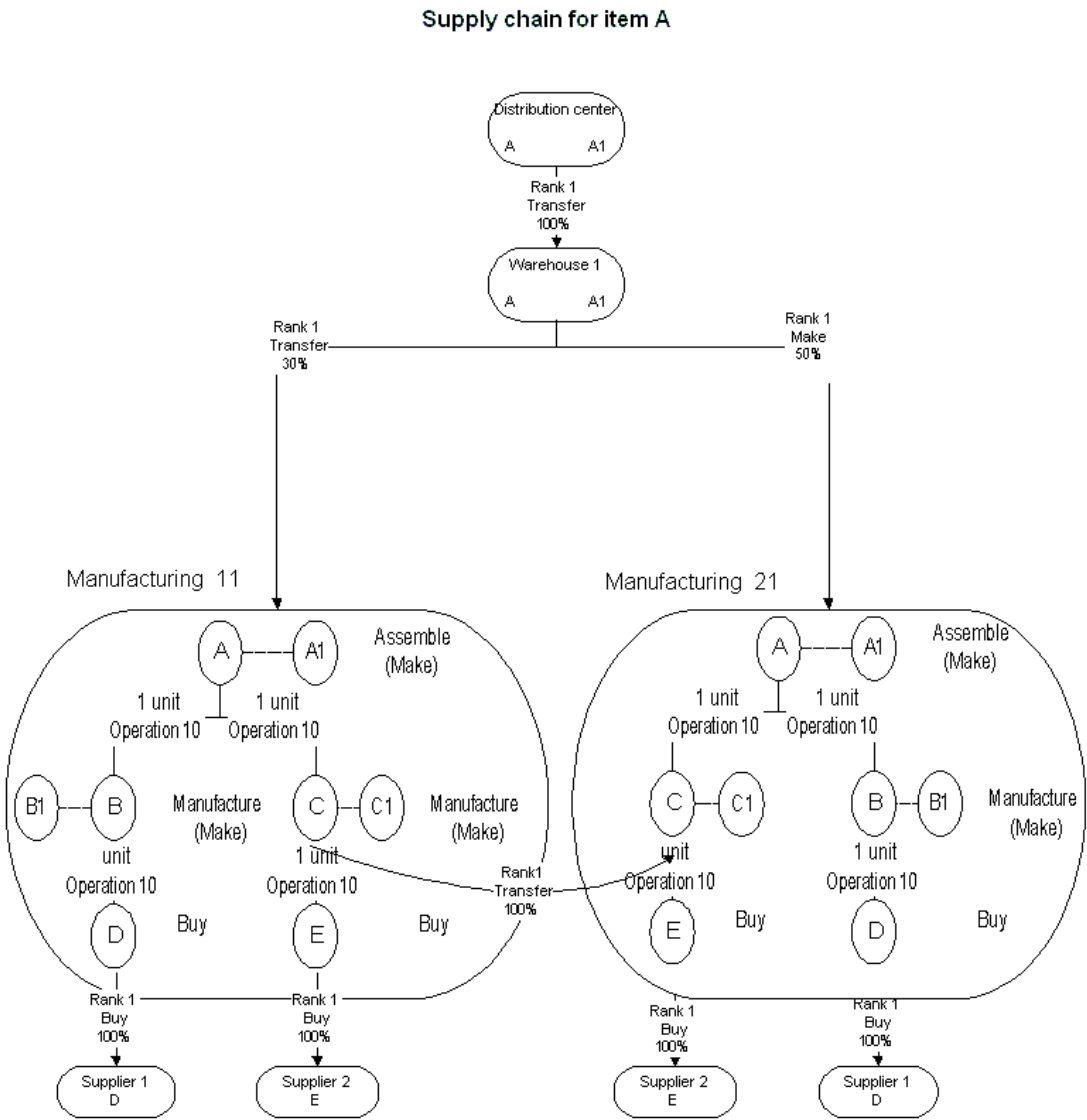 Supply chain for item A
Distribution center
A A1
Rank 1
Transfer
100%
Warehouse 1
A A1
Rank 1
Transfer
30%
Rank 1
Make
50%
Manufacturing 11
A A1
Assemble
(Make)
1 unit 1 unit
Operation 10 Operation 10
B1 B
Manufacture
(Make)
C C1
Manufacture
(Make)
unit
Operation 10
1 unit
Operation 10
D
Buy
E
Buy
Rank 1
Buy
100%
Rank 1
Buy
100%
Supplier 1
D
Supplier 2
E
Rank1
Transfer
100%
Manufacturing 21
A A1
Assemble
(Make)
1 unit 1 unit
Operation 10 Operation 10
C C1
B B1
Manufacture
(Make)
unit
Operation 10
1 unit
Operation 10
E
Buy
D
Buy
Rank 1
Buy
100%
Rank 1
Buy
100%
Supplier 2
E
Supplier 1
D